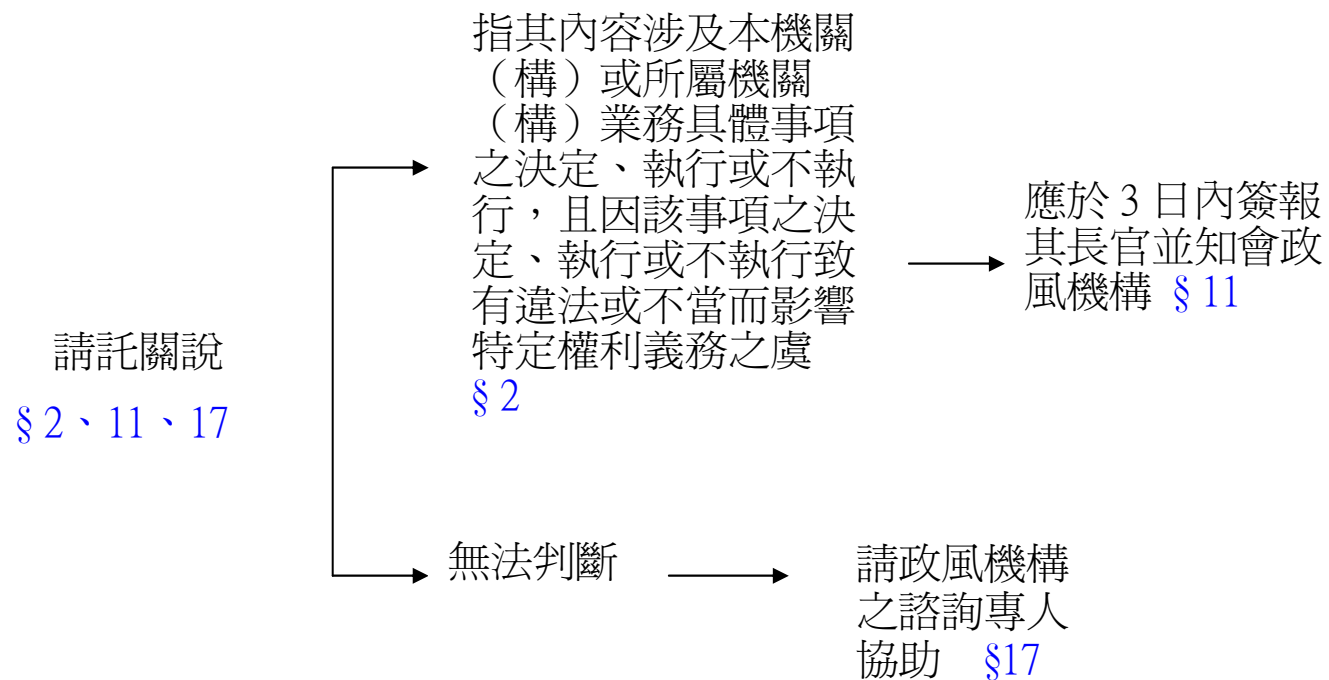 請託關說
§ 2、11、17
指其內容涉及本機關
（構）或所屬機關
（構）業務具體事項
之決定、執行或不執
行，且因該事項之決
定、執行或不執行致
有違法或不當而影響
特定權利義務之虞
§ 2
應於 3 日內簽報
其長官並知會政
風機構 § 11
無法判斷
請政風機構
之諮詢專人
協助 §17